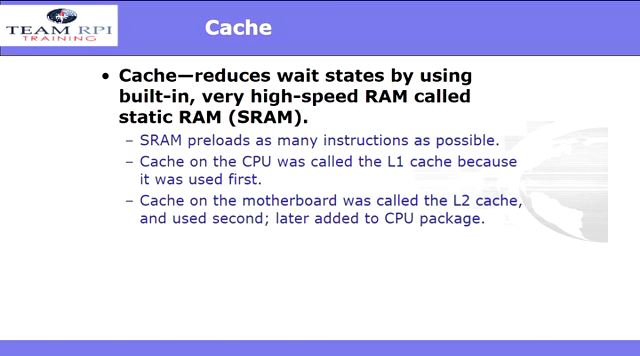 TEAM RPI
TRAINING
Cache
• Cache—reduces wait states by using
built-in, very high-speed RAM called
static RAM (SRAM).
– SRAM preloads as many instructions as possible.
– Cache on the CPU was called the L1 cache because
it was used first.
– Cache on the motherboard was called the L2 cache,
and used second; later added to CPU package.